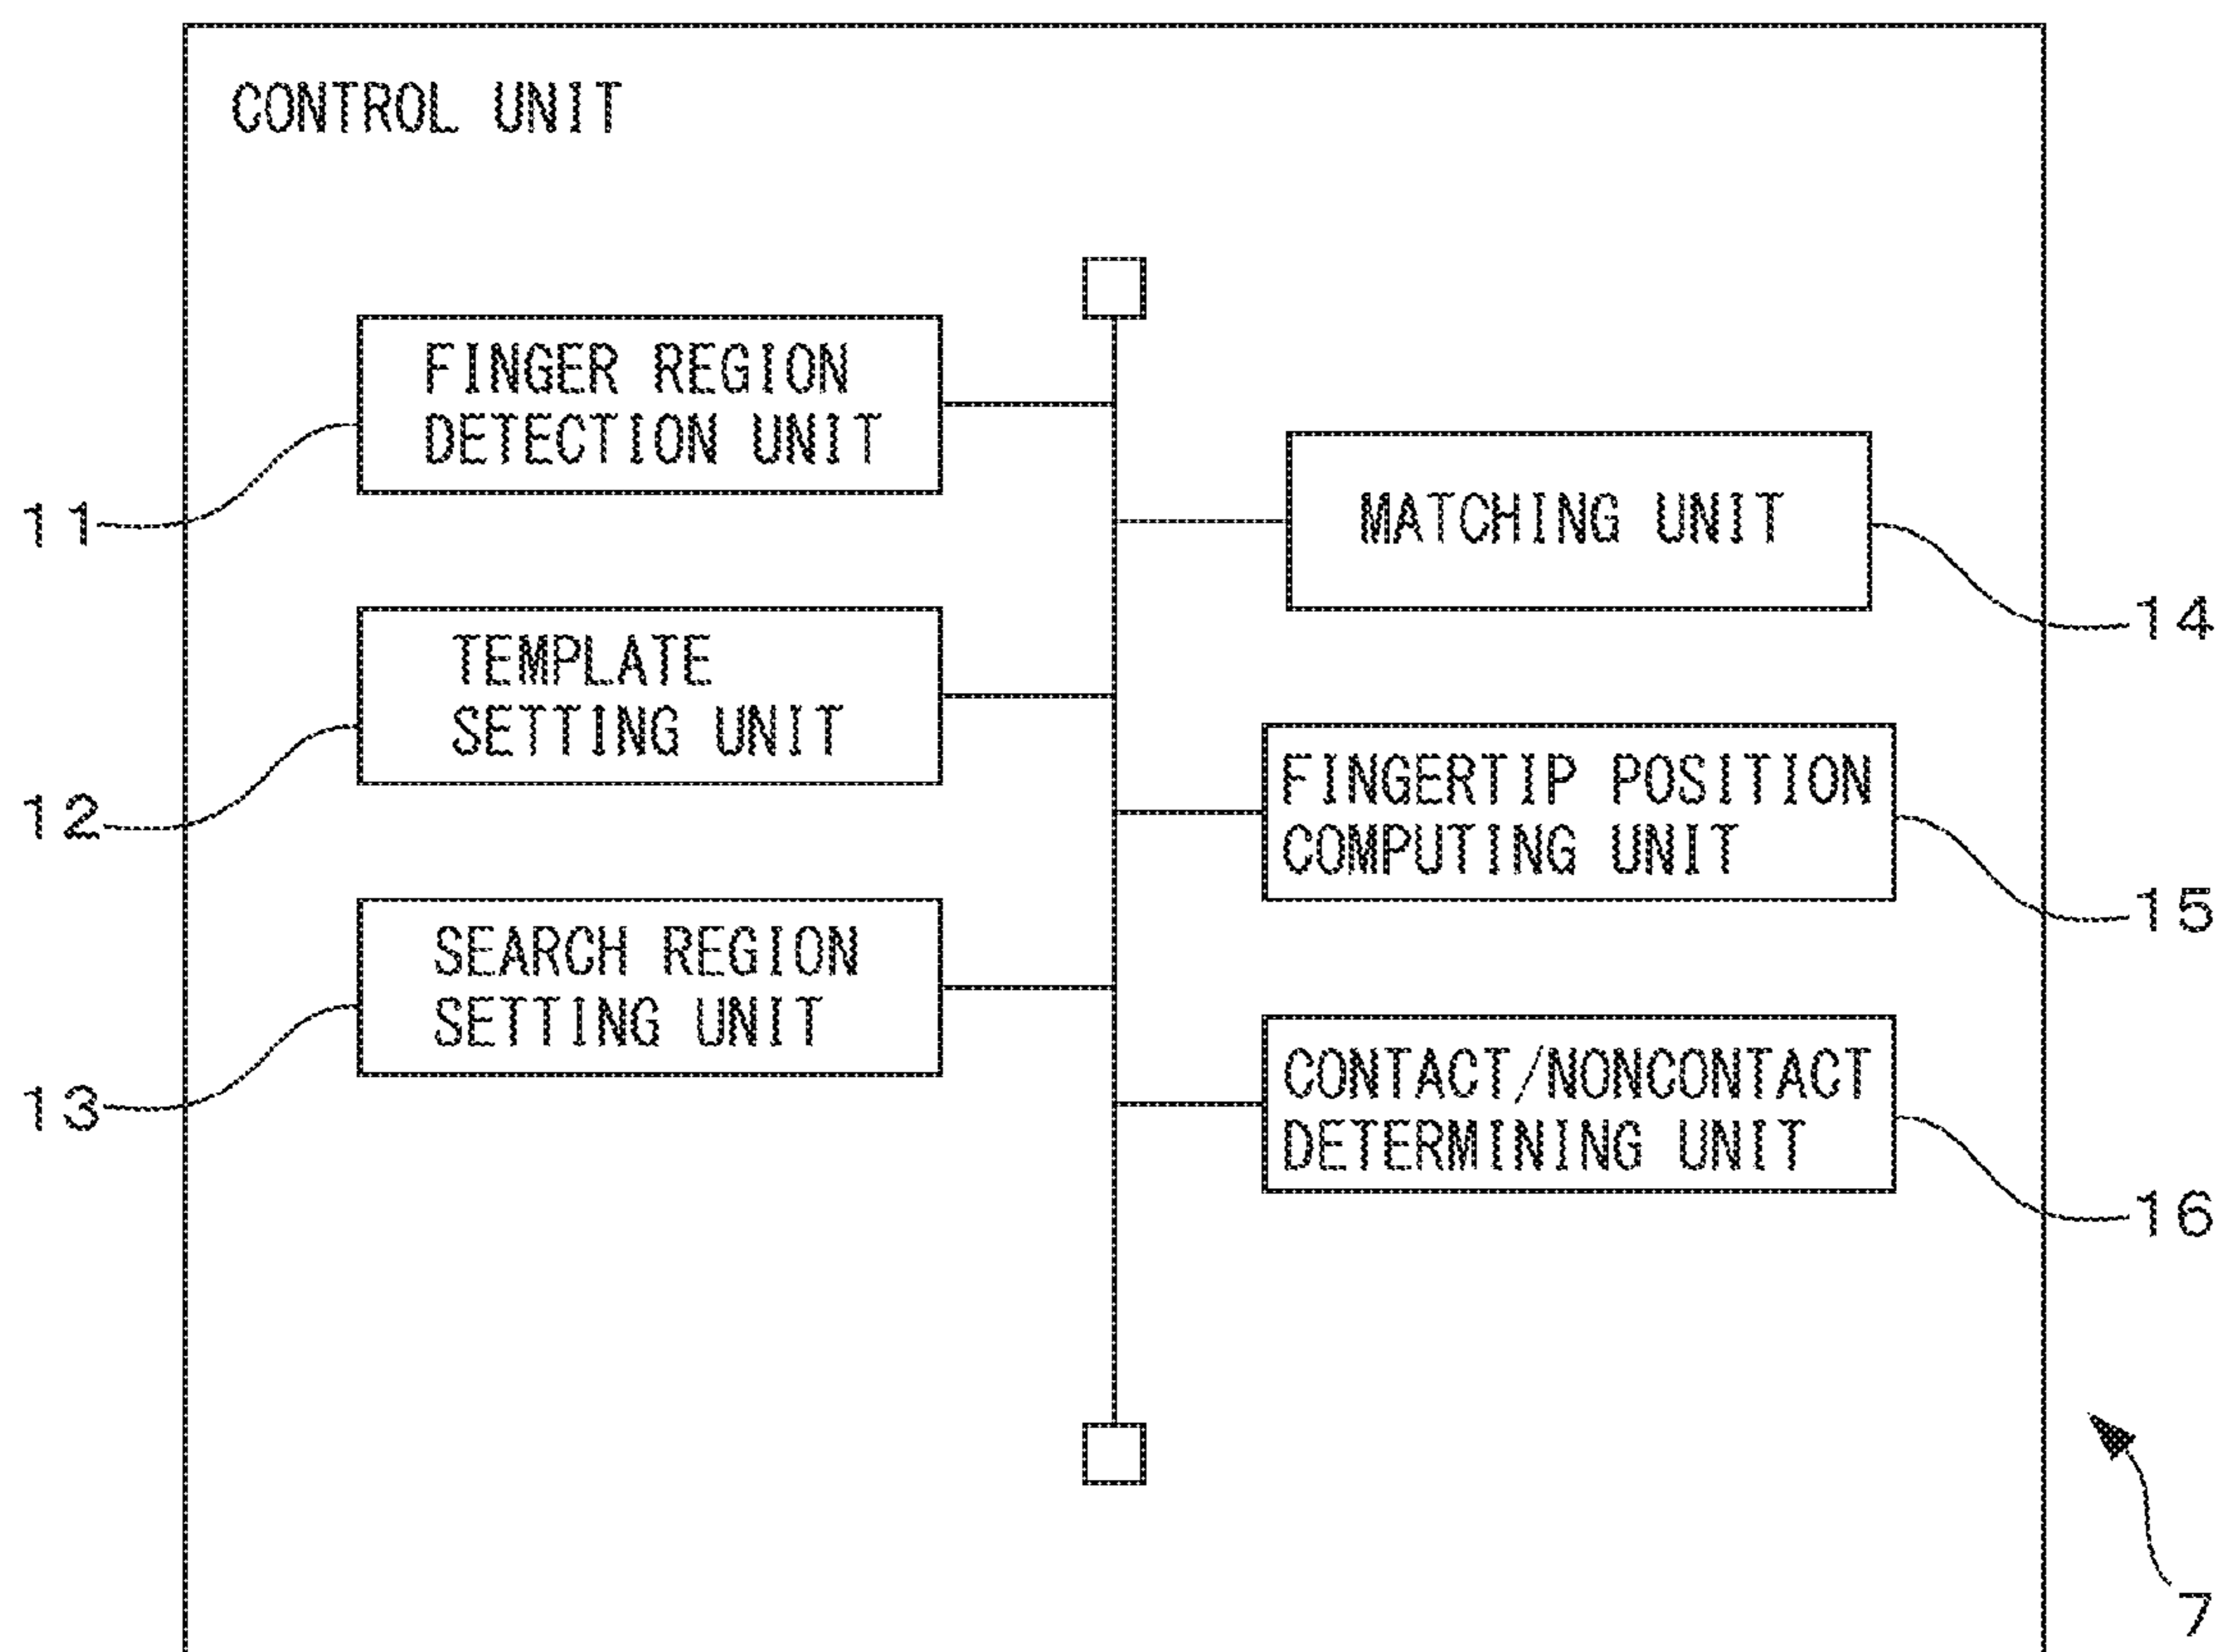 CONTROL UNIT
FINGER REGION
DETECTION UNIT
11
TEMPLATE
SETTING UNIT
12
SEARCH REGION
SETTING UNIT
13
MATCHING UNIT
14
FINGERTIP POSITION
COMPUTING UNIT
15
CONTACT/NONCONTACT
DETERMINING UNIT
16
7